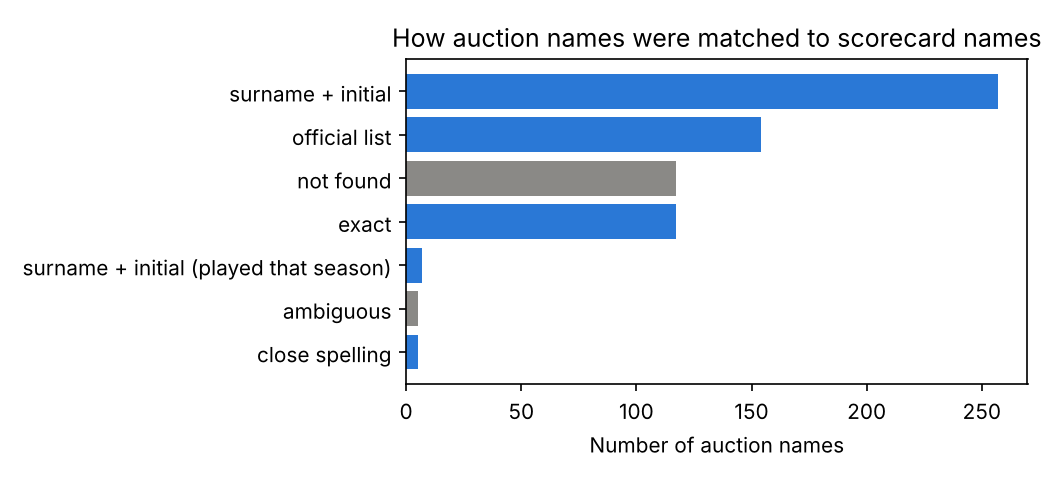 How auction names were matched to scorecard names
surname + initial
official list
not found
exact
surname + initial (played that season)
ambiguous
close spelling
0 50 100 150 200 250
Number of auction names